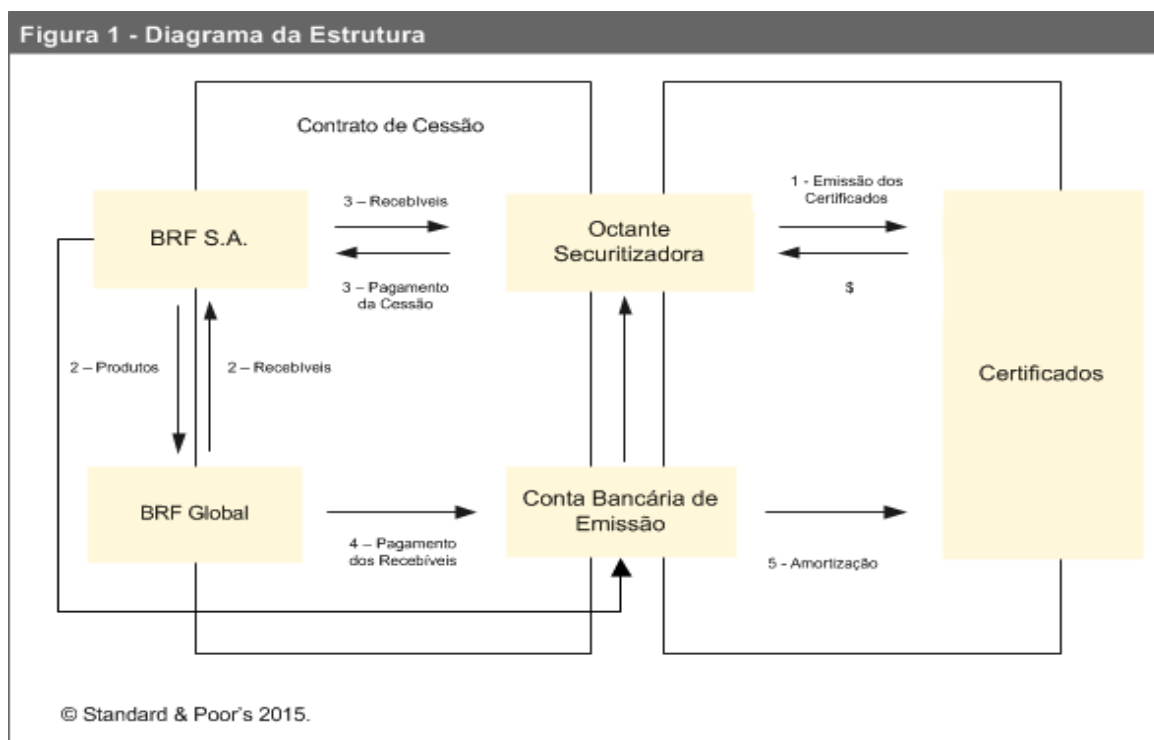 Figura 1 - Diagrama da Estrutura
Contrato de Cessão
BRF S.A.
3 – Recebíveis
3 – Pagamento
da Cessão
Octante
Securitizadora
1 - Emissão dos
Certificados
$
Certificados
2 – Produtos
2 – Recebíveis
BRF Global
4 – Pagamento
dos Recebíveis
Conta Bancária de
Emissão
5 - Amortização
© Standard & Poor's 2015.